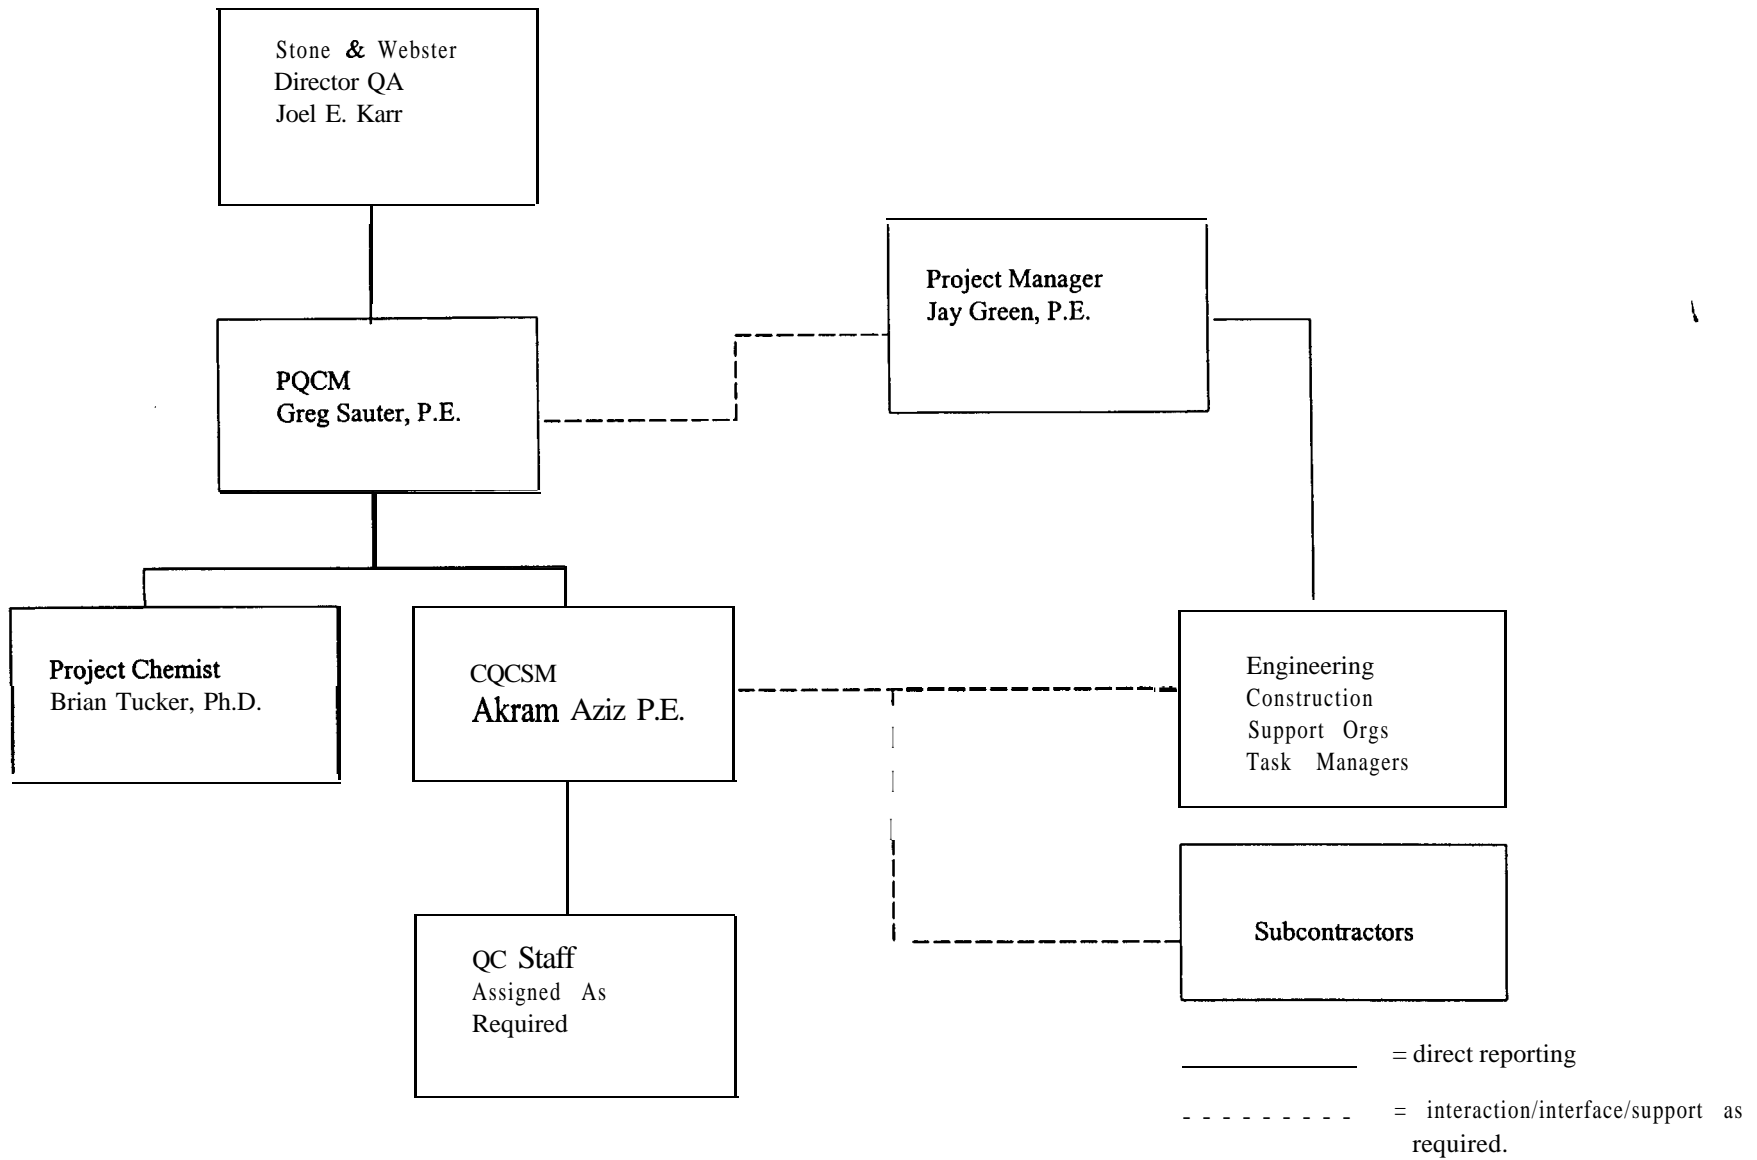 Stone & Webster
Director QA
Joel E. Karr
Project Manager
Jay Green, P.E.
PQCM
Greg Sauter, P.E.
Project Chemist
Brian Tucker, Ph.D.
CQCSM
Akram Aziz P.E.
Engineering
Construction
Support Orgs
Task Managers
Subcontractors
QC Staff
Assigned As
Required
= direct reporting
= interaction/interface/support as
required.